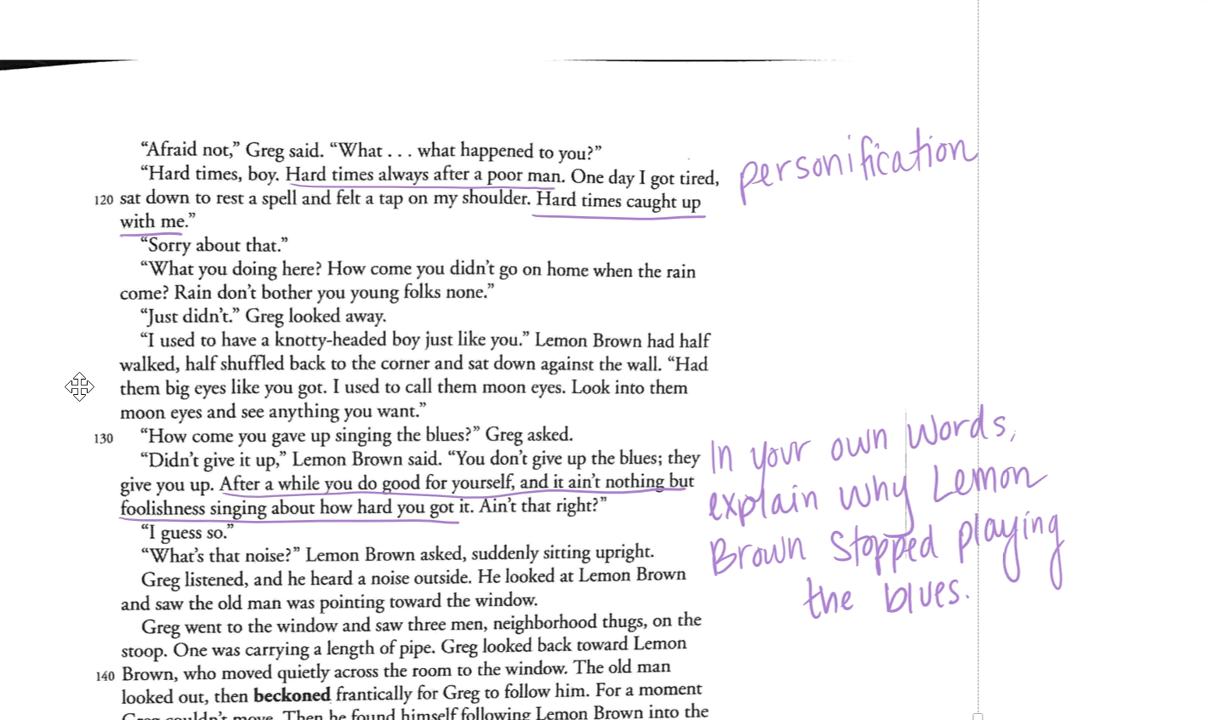 “Afraid not,” Greg said. “What . . . what happened to you?”
“Hard times, boy. Hard times always after a poor man. One day I got tired,
120 sat down to rest a spell and felt a tap on my shoulder. Hard times caught up
with me.”
“Sorry about that.”
“What you doing here? How come you didn’t go on home when the rain
come? Rain don’t bother you young folks none.”
“Just didn’t.” Greg looked away.
“I used to have a knotty-headed boy just like you.” Lemon Brown had half
walked, half shuffled back to the corner and sat down against the wall. “Had
them big eyes like you got. I used to call them moon eyes. Look into them
moon eyes and see anything you want.”
130 “How come you gave up singing the blues?” Greg asked.
“Didn’t give it up,” Lemon Brown said. “You don’t give up the blues; they
give you up. After a while you do good for yourself, and it ain’t nothing but
foolishness singing about how hard you got it. Ain’t that right?”
“I guess so.”
“What’s that noise?” Lemon Brown asked, suddenly sitting upright.
Greg listened, and he heard a noise outside. He looked at Lemon Brown
and saw the old man was pointing toward the window.
Greg went to the window and saw three men, neighborhood thugs, on the
stoop. One was carrying a length of pipe. Greg looked back toward Lemon
140 Brown, who moved quietly across the room to the window. The old man
looked out, then beckoned frantically for Greg to follow him. For a moment
Greg couldn’t move. Then he found himself following Lemon Brown into the
personification
In your own words,
explain why Lemon
Brown stopped playing
the blues.